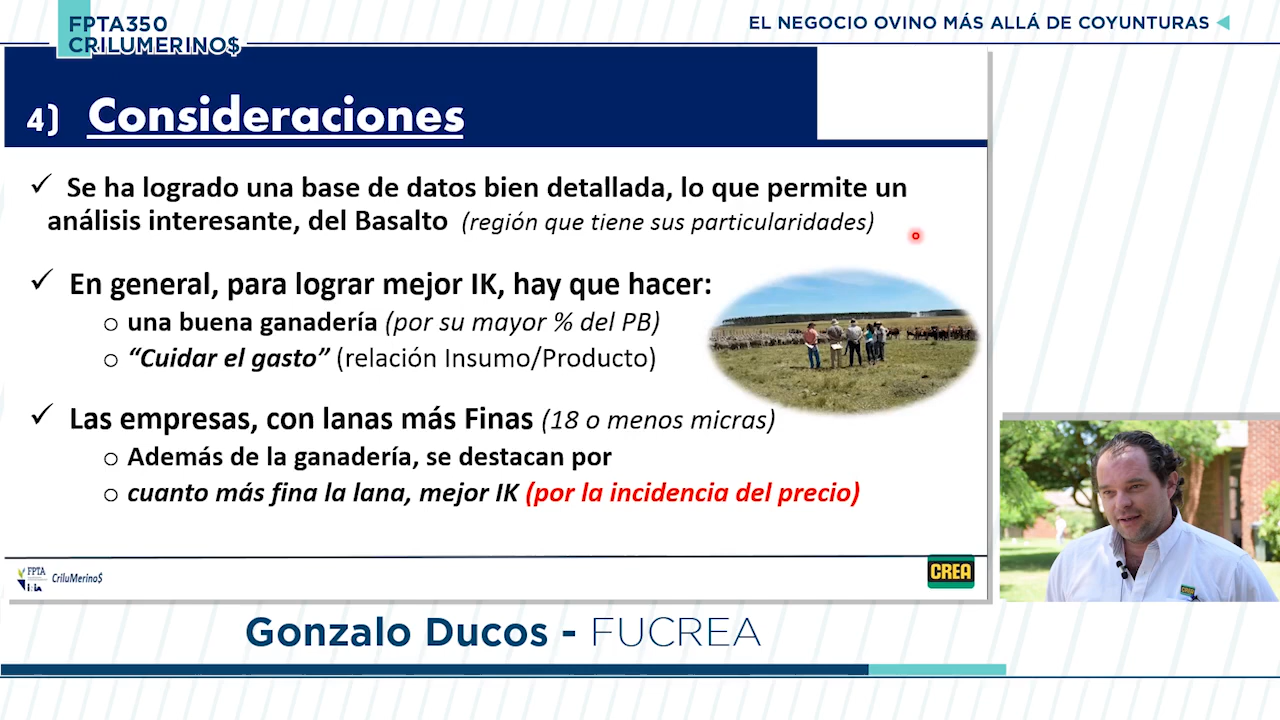 FPTA350
CRILUMERINO$
EL NEGOCIO OVINO MÁS ALLÁ DE COYUNTURAS
4) Consideraciones
✓ Se ha logrado una base de datos bien detallada, lo que permite un
análisis interesante, del Basalto (región que tiene sus particularidades)
✓ En general, para lograr mejor IK, hay que hacer:
o una buena ganadería (por su mayor % del PB)
o “Cuidar el gasto” (relación Insumo/Producto)
✓ Las empresas, con lanas más Finas (18 o menos micras)
o Además de la ganadería, se destacan por
o cuanto más fina la lana, mejor IK (por la incidencia del precio)
FPTA
CriluMerino$
CREA
Gonzalo Ducos - FUCREA
CREA